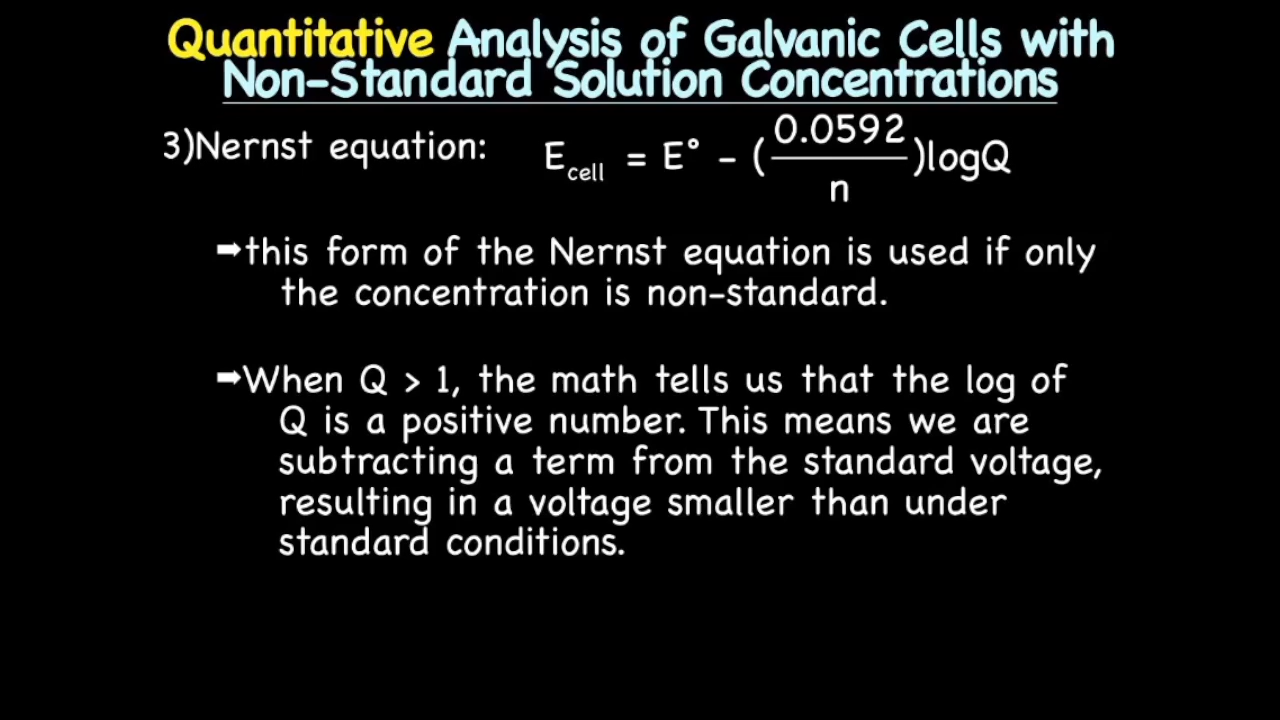 Quantitative Analysis of Galvanic Cells with
Non-Standard Solution Concentrations
3)Nernst equation: E cell = E° - (0.0592/n)logQ
➡this form of the Nernst equation is used if only
the concentration is non-standard.
➡When Q > 1, the math tells us that the log of
Q is a positive number. This means we are
subtracting a term from the standard voltage,
resulting in a voltage smaller than under
standard conditions.